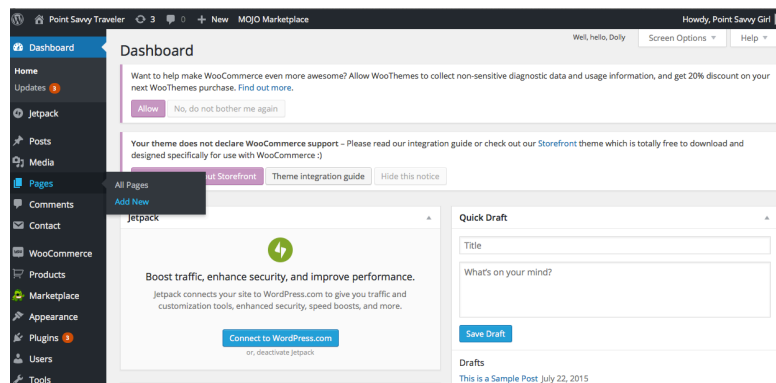 Point Savvy Traveler 3 0 + New MOJO Marketplace Howdy, Point Savvy Girl
Well, hello, Dolly Screen Options Help
Dashboard
Home
Updates 3
Jetpack
Posts
Media
Pages
All Pages
Add New
Comments
Contact
WooCommerce
Products
Marketplace
Appearance
Plugins 3
Users
Tools
Dashboard
Want to help make WooCommerce even more awesome? Allow WooThemes to collect non-sensitive diagnostic data and usage information, and get 20% discount on your
next WooThemes purchase. Find out more.
Allow No, do not bother me again
Your theme does not declare WooCommerce support – Please read our integration guide or check out our Storefront theme which is totally free to download and
designed specifically for use with WooCommerce :)
ut Storefront Theme integration guide Hide this notice
Jetpack
Boost traffic, enhance security, and improve performance.
Jetpack connects your site to WordPress.com to give you traffic and
customization tools, enhanced security, speed boosts, and more.
Connect to WordPress.com
or, deactivate Jetpack
Quick Draft
Title
What's on your mind?
Save Draft
Drafts
This is a Sample Post July 22, 2015